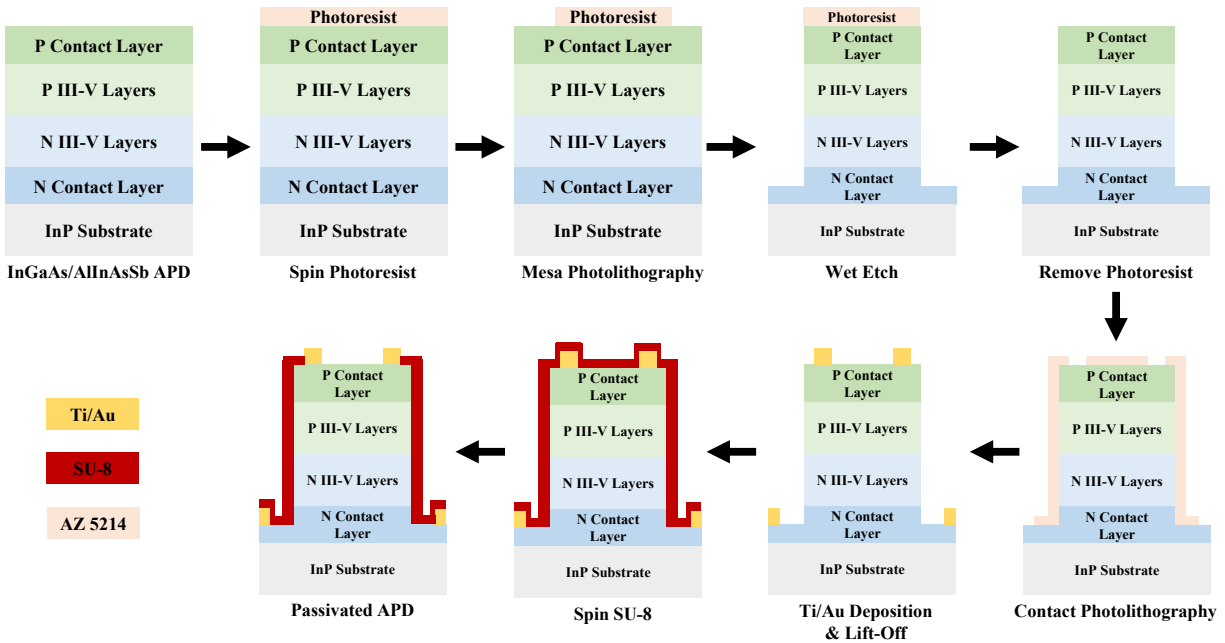 Photoresist
P Contact Layer
P III-V Layers
N III-V Layers
N Contact Layer
InP Substrate
InGaAs/AlInAsSb APD
P Contact Layer
P III-V Layers
N III-V Layers
N Contact Layer
InP Substrate
Spin Photoresist
Photoresist
P Contact Layer
P III-V Layers
N III-V Layers
N Contact Layer
InP Substrate
Mesa Photolithography
Photoresist
P Contact
Layer
P III-V Layers
N III-V Layers
N Contact
Layer
InP Substrate
Wet Etch
P Contact
Layer
P III-V Layers
N III-V Layers
N Contact
Layer
InP Substrate
Remove Photoresist
Ti/Au
SU-8
AZ 5214
P Contact
Layer
P III-V Layers
N III-V Layers
N Contact
Layer
InP Substrate
Passivated APD
P Contact
Layer
P III-V Layers
N III-V Layers
N Contact
Layer
InP Substrate
Spin SU-8
P Contact
Layer
P III-V Layers
N III-V Layers
N Contact
Layer
InP Substrate
Ti/Au Deposition
& Lift-Off
P Contact
Layer
P III-V Layers
N III-V Layers
N Contact
Layer
InP Substrate
Contact Photolithography